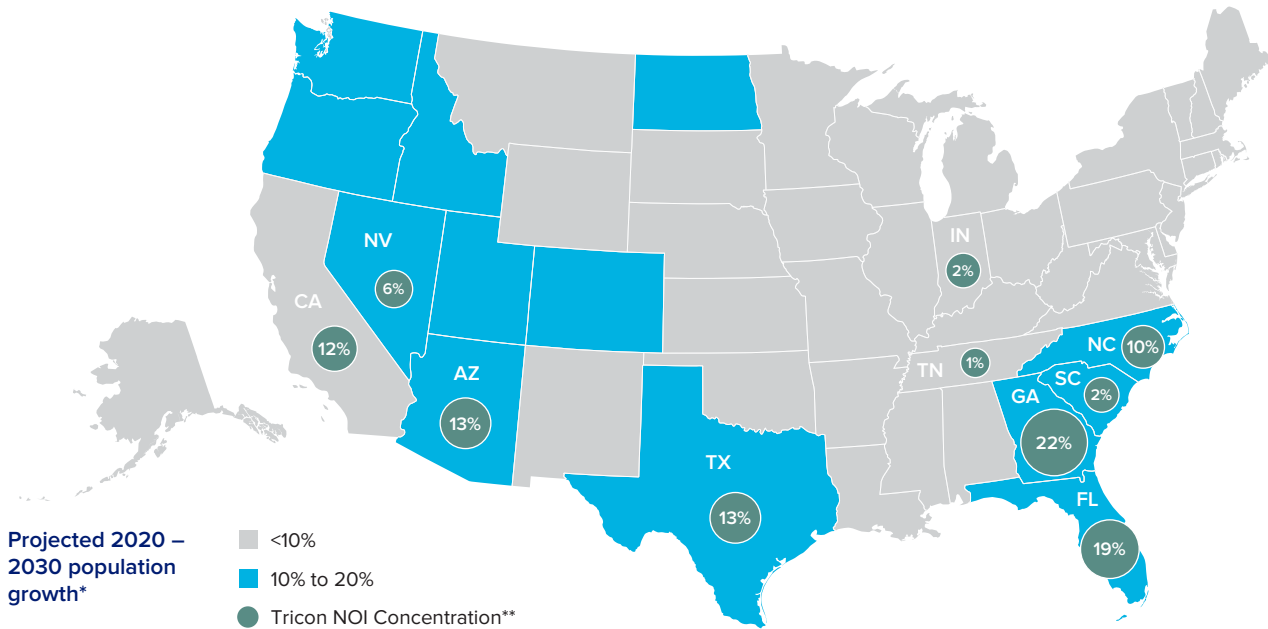 NV
6%
CA
12%
AZ
13%
TX
13%
IN
2%
TN
1%
NC
10%
SC
2%
GA
22%
FL
19%
Projected 2020 –
2030 population
growth*
<10%
10% to 20%
Tricon NOI Concentration**